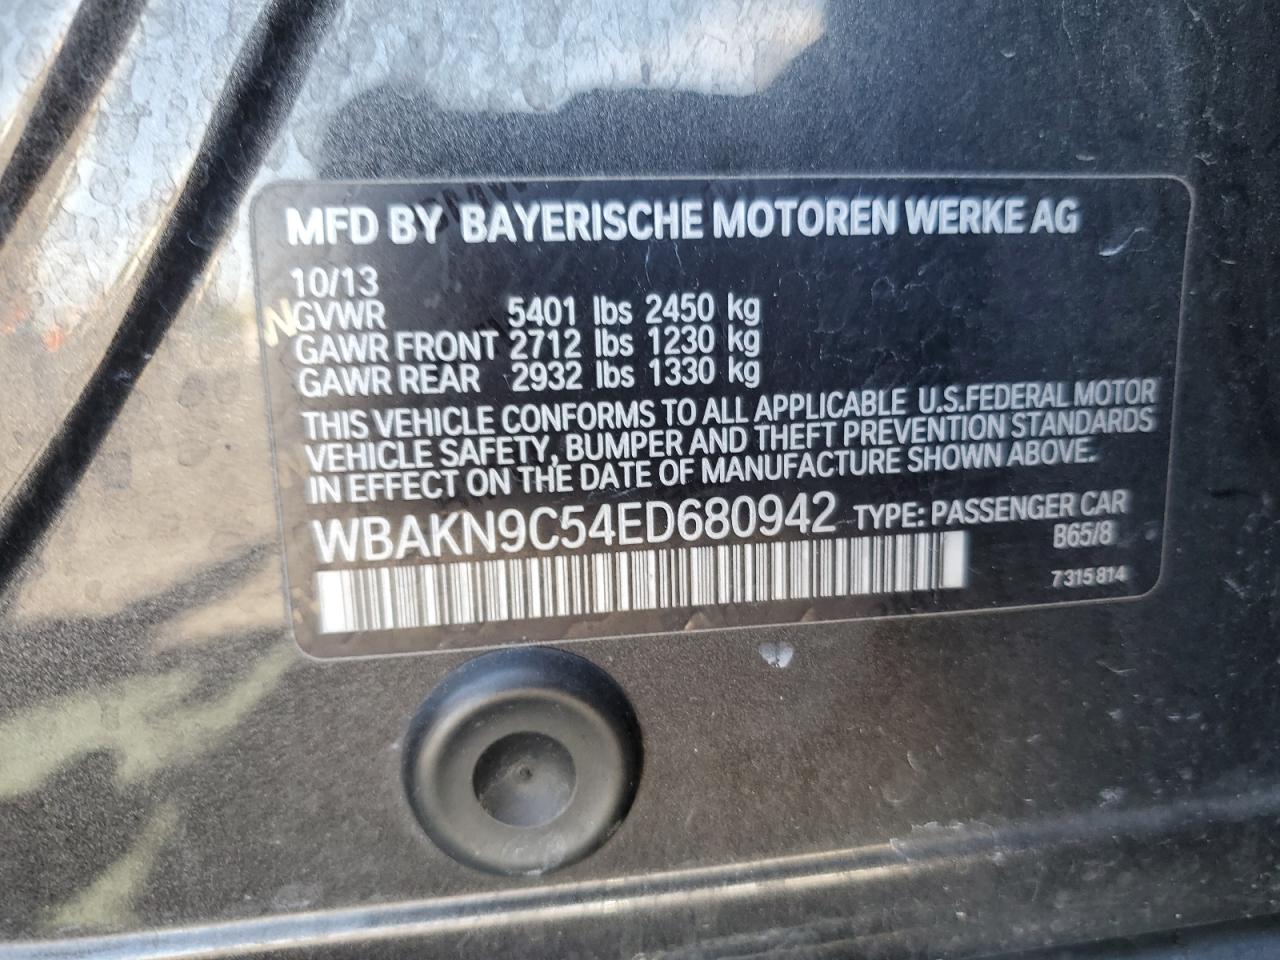 MFD BY BAYERISCHE MOTOREN WERKE AG
10/13
GVWR 5401 lbs 2450 kg
GAWR FRONT 2712 lbs 1230 kg
GAWR REAR 2932 lbs 1330 kg
THIS VEHICLE CONFORMS TO ALL APPLICABLE U.S.FEDERAL MOTOR
VEHICLE SAFETY, BUMPER AND THEFT PREVENTION STANDARDS
IN EFFECT ON THE DATE OF MANUFACTURE SHOWN ABOVE.
WBAKN9C54ED680942 TYPE: PASSENGER CAR
B65/8
7 315 814